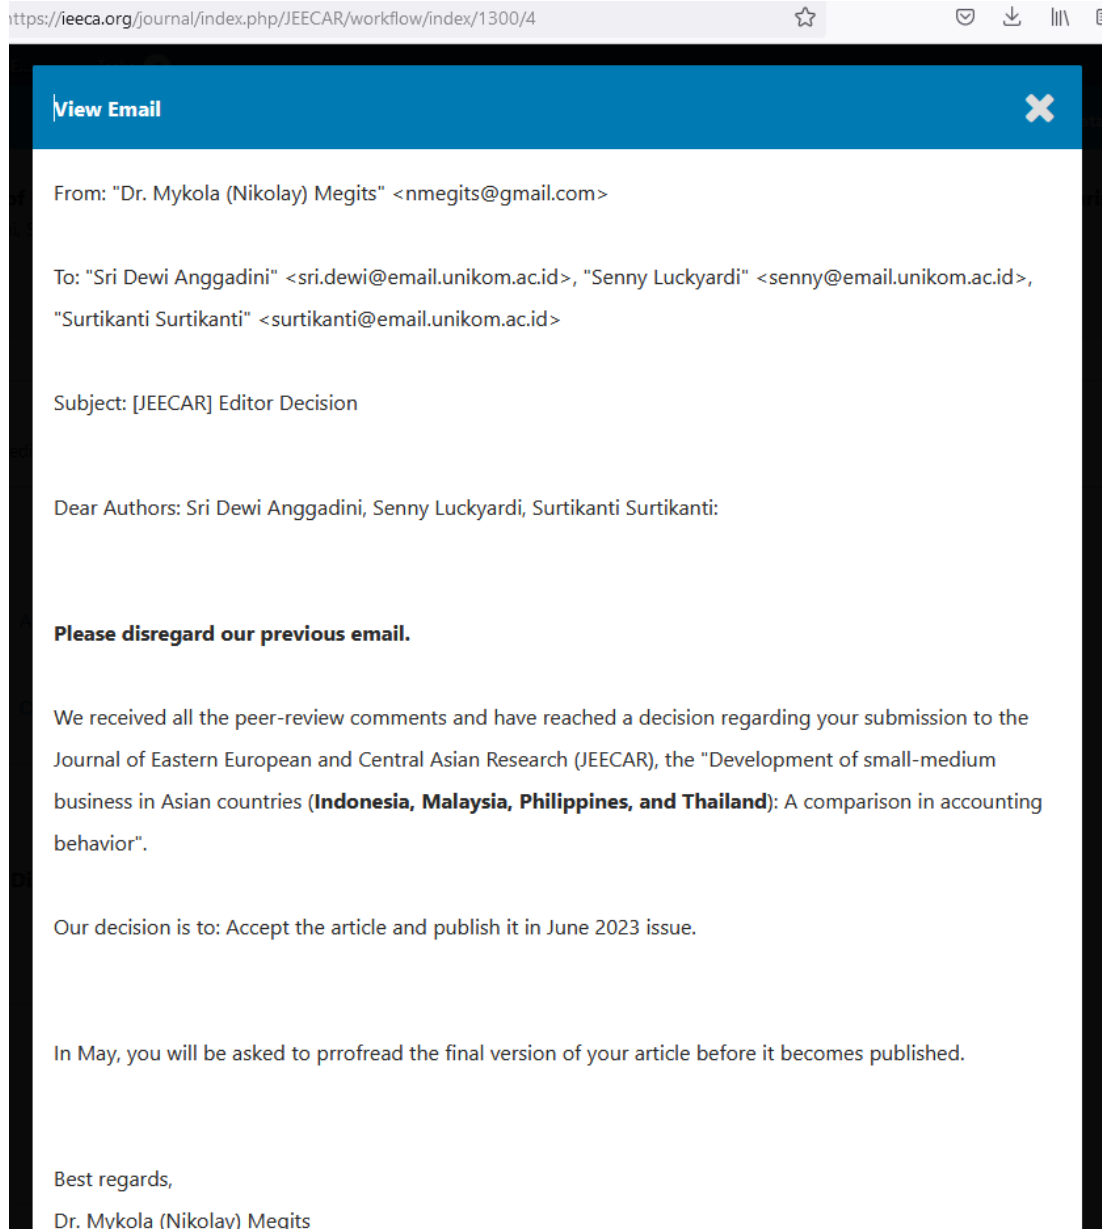 https://ieeca.org/journal/index.php/JEECAR/workflow/index/1300/4
View Email
From: "Dr. Mykola (Nikolay) Megits" <nmegits@gmail.com>
To: "Sri Dewi Anggadini" <sri.dewi@email.unikom.ac.id>, "Senny Luckyardi" <senny@email.unikom.ac.id>,
"Surtikanti Surtikanti" <surtikanti@email.unikom.ac.id>
Subject: [JEECAR] Editor Decision
Dear Authors: Sri Dewi Anggadini, Senny Luckyardi, Surtikanti Surtikanti:
Please disregard our previous email.
We received all the peer-review comments and have reached a decision regarding your submission to the
Journal of Eastern European and Central Asian Research (JEECAR), the "Development of small-medium
business in Asian countries (Indonesia, Malaysia, Philippines, and Thailand): A comparison in accounting
behavior".
Our decision is to: Accept the article and publish it in June 2023 issue.
In May, you will be asked to prrofread the final version of your article before it becomes published.
Best regards,
Dr. Mykola (Nikolay) Megits